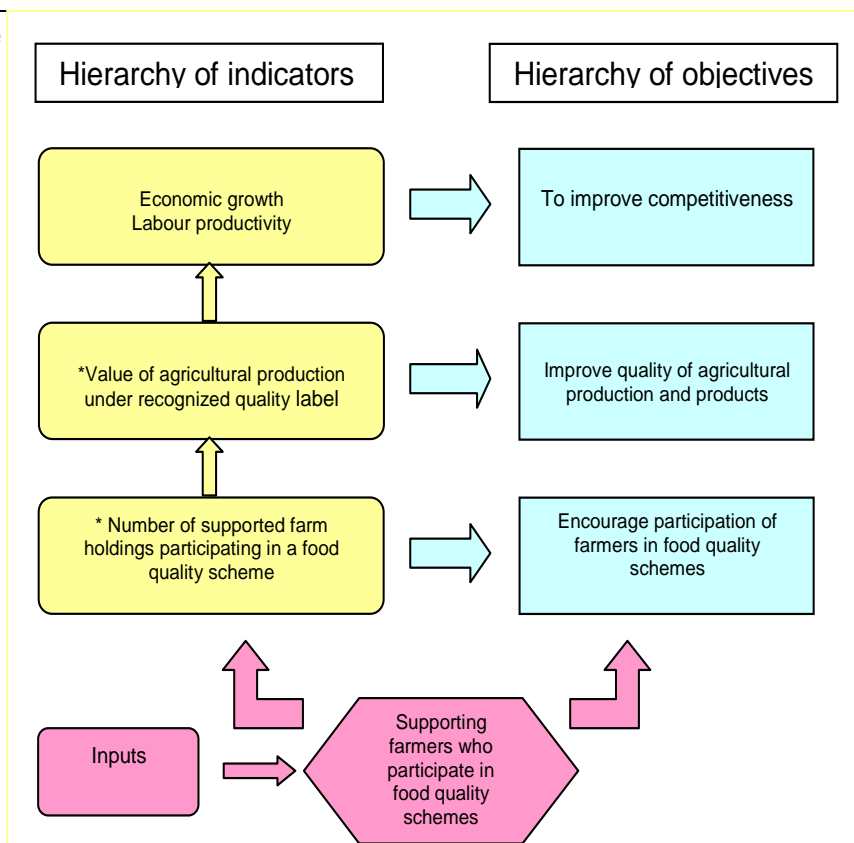 Hierarchy of indicators
Hierarchy of objectives
Economic growth
Labour productivity
To improve competitiveness
*Value of agricultural production
under recognized quality label
Improve quality of agricultural
production and products
* Number of supported farm
holdings participating in a food
quality scheme
Encourage participation of
farmers in food quality
schemes
Inputs
Supporting
farmers who
participate in
food quality
schemes